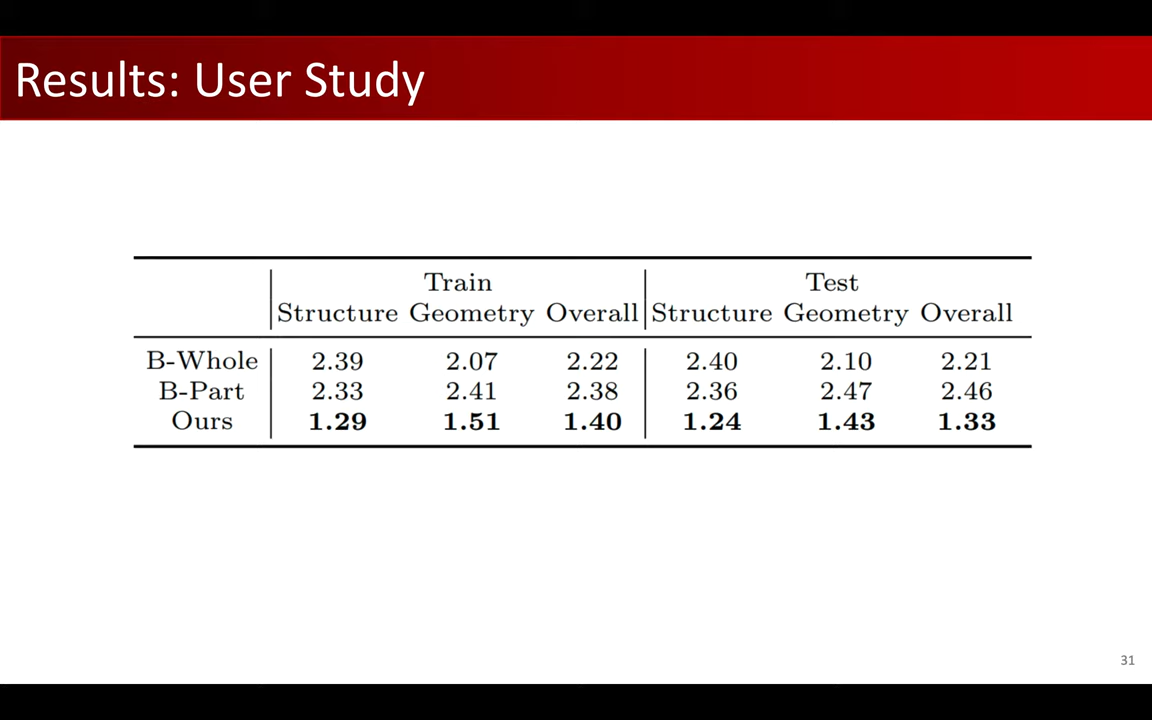 Results: User Study
Train Test
Structure Geometry Overall Structure Geometry Overall
B-Whole 2.39 2.07 2.22 2.40 2.10 2.21
B-Part 2.33 2.41 2.38 2.36 2.47 2.46
Ours 1.29 1.51 1.40 1.24 1.43 1.33
31